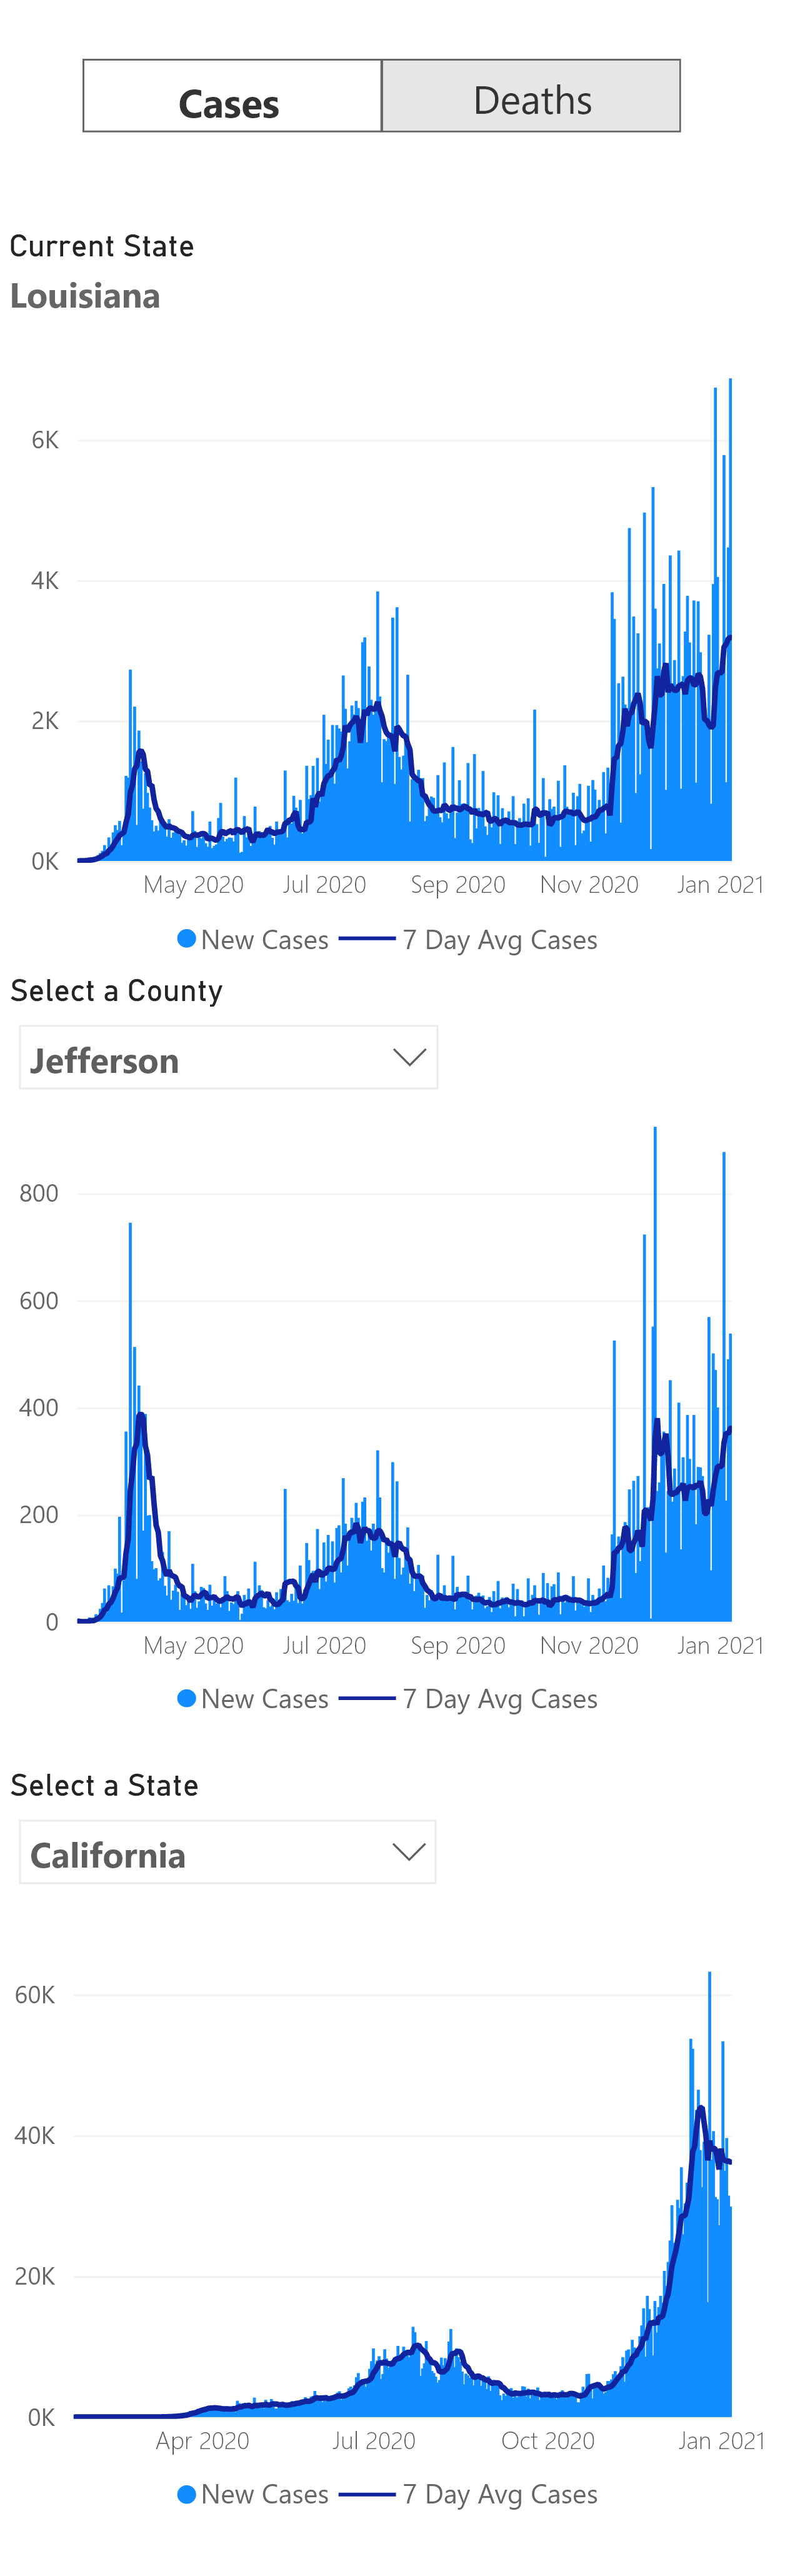 Cases Deaths
Current State
Louisiana
6K
4K
2K
0K
May 2020 Jul 2020 Sep 2020 Nov 2020 Jan 2021
New Cases 7 Day Avg Cases
Select a County
Jefferson
800
600
400
200
0
May 2020 Jul 2020 Sep 2020 Nov 2020 Jan 2021
New Cases 7 Day Avg Cases
Select a State
California
60K
40K
20K
0K
Apr 2020 Jul 2020 Oct 2020 Jan 2021
New Cases 7 Day Avg Cases